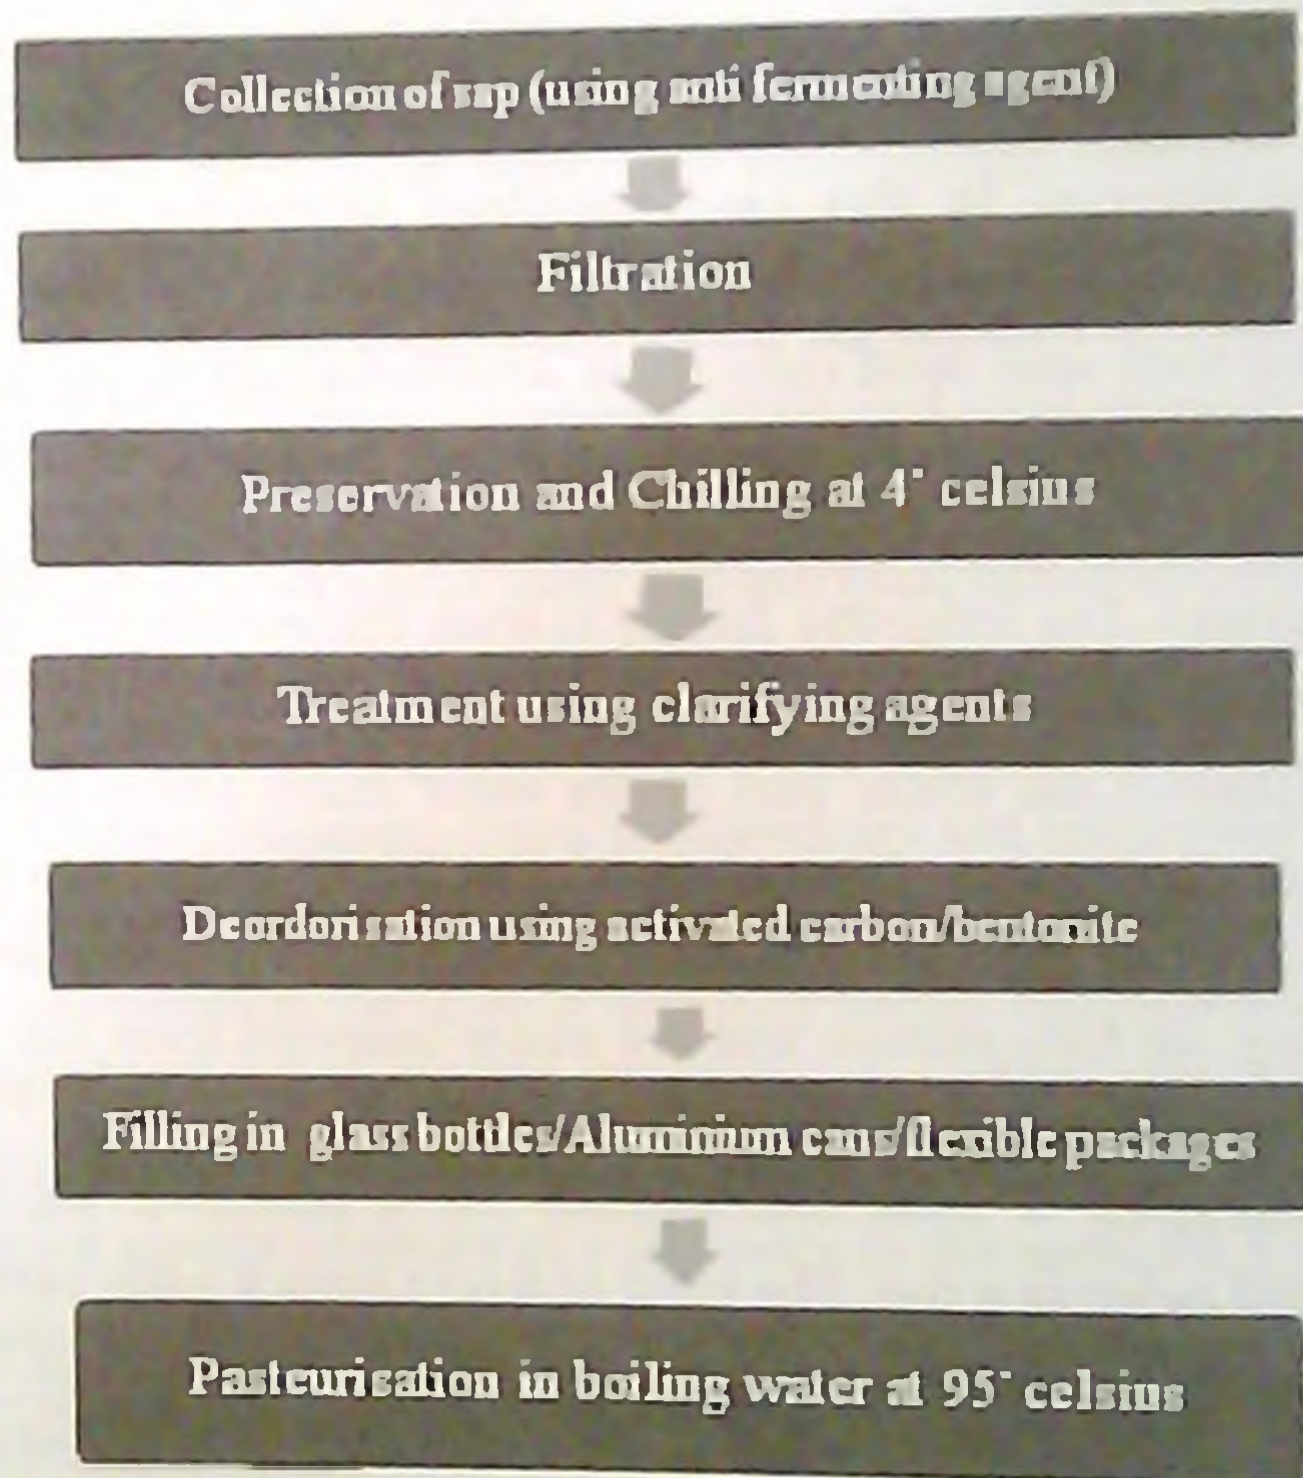 Collection of sap (using anti fermenting agent)
Filtration
Preservation and Chilling at 4° celsius
Treatment using clarifying agents
Deordorisation using activated carbon/bentonite
Filling in glass bottles/Aluminium cans/flexible packages
Pasteurisation in boiling water at 95° celsius